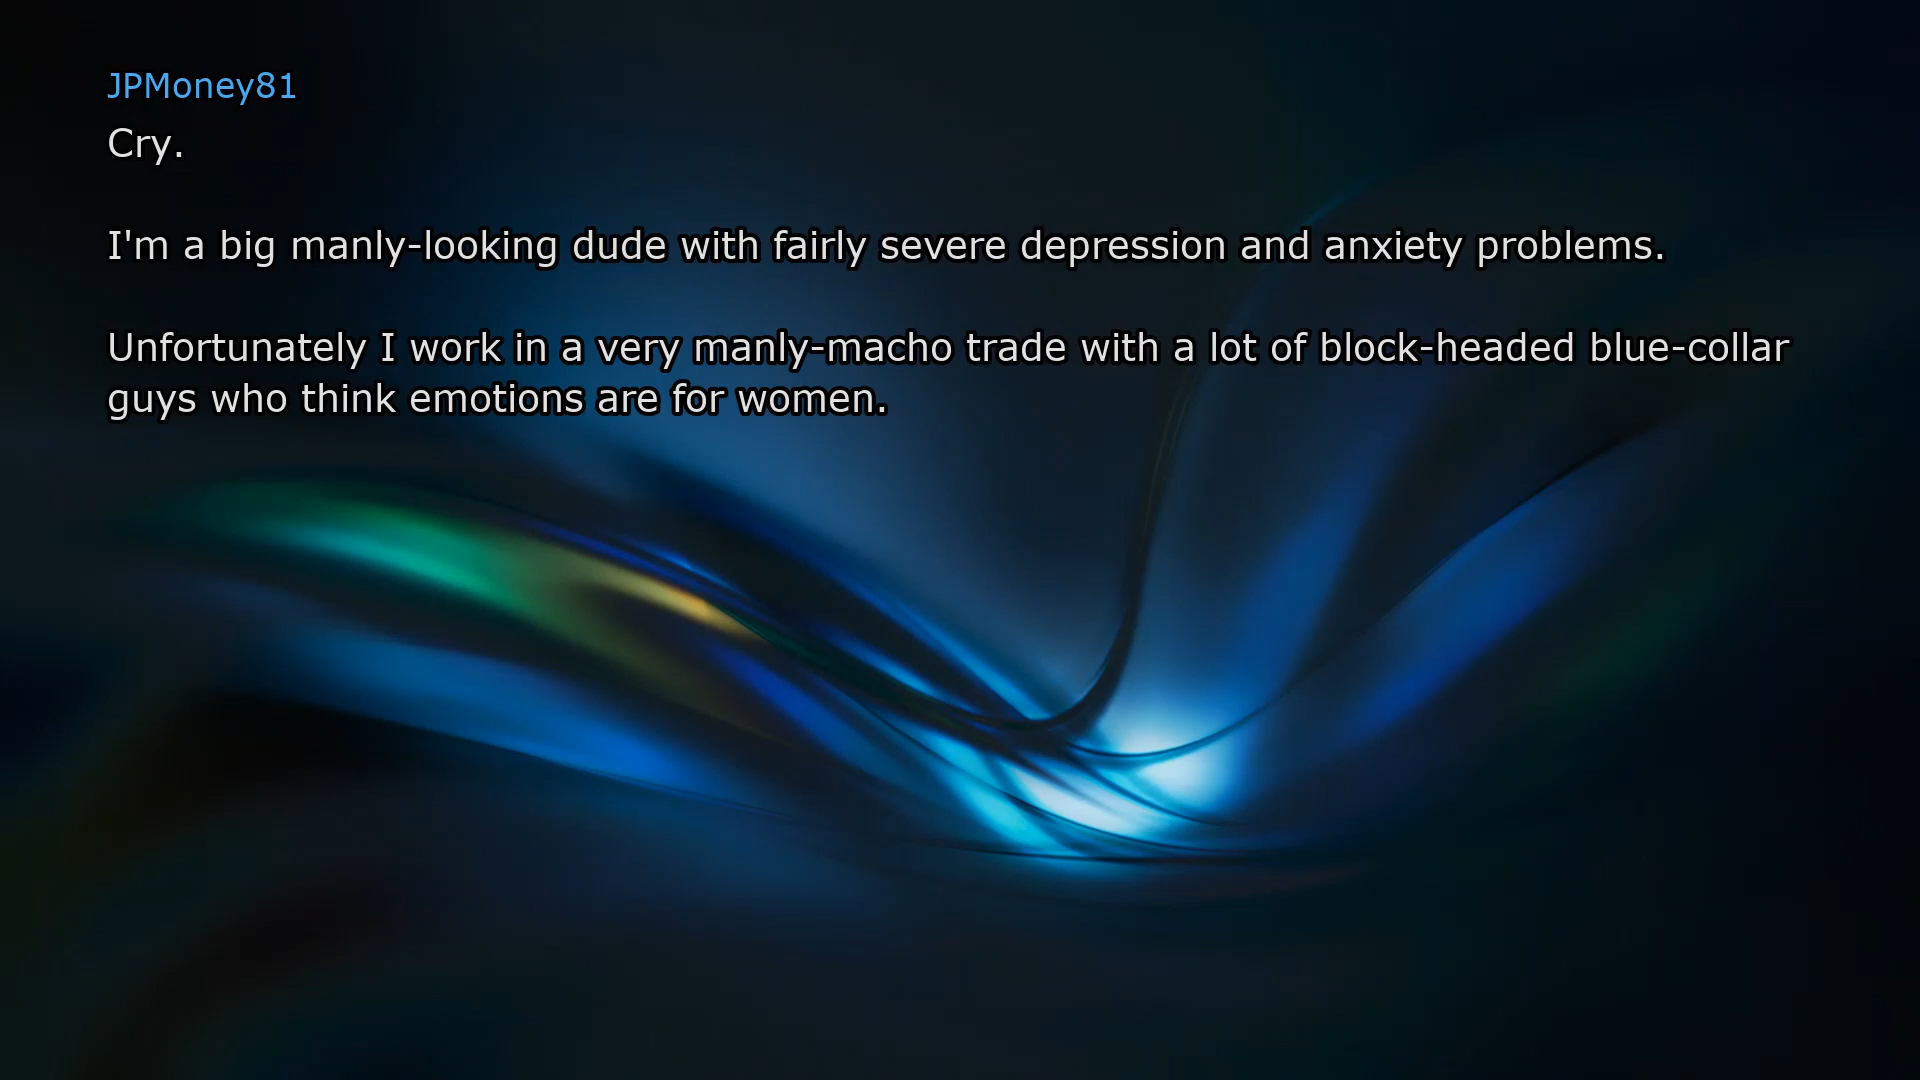 JPMoney81
Cry.
I'm a big manly-looking dude with fairly severe depression and anxiety problems.
Unfortunately I work in a very manly-macho trade with a lot of block-headed blue-collar
guys who think emotions are for women.